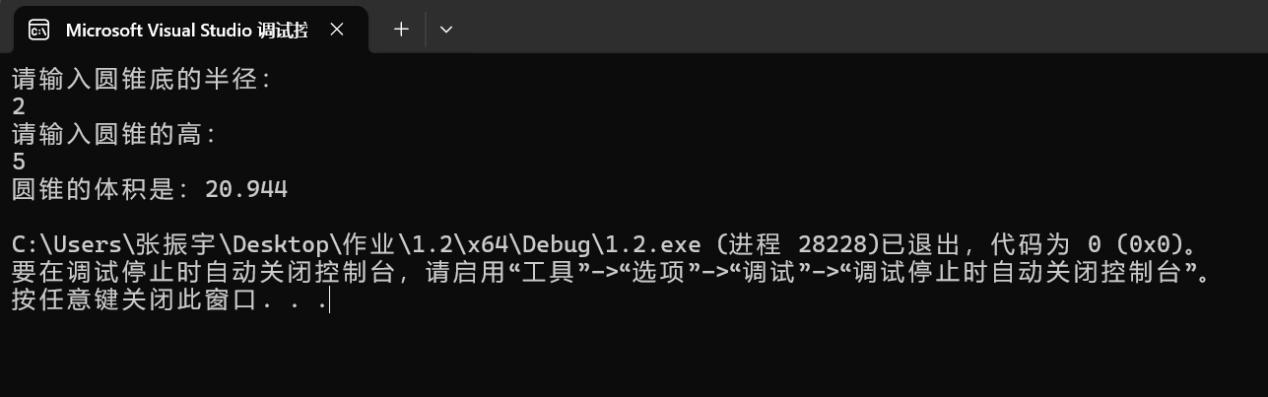 Microsoft Visual Studio 调试控
请输入圆锥底的半径：
2
请输入圆锥的高：
5
圆锥的体积是：20.944
C:\Users\张振宇\Desktop\作业\1.2\x64\Debug\1.2.exe (进程 28228)已退出，代码为 0 (0x0)。
要在调试停止时自动关闭控制台，请启用“工具”->“选项”->“调试”->“调试停止时自动关闭控制台”。
按任意键关闭此窗口. . .